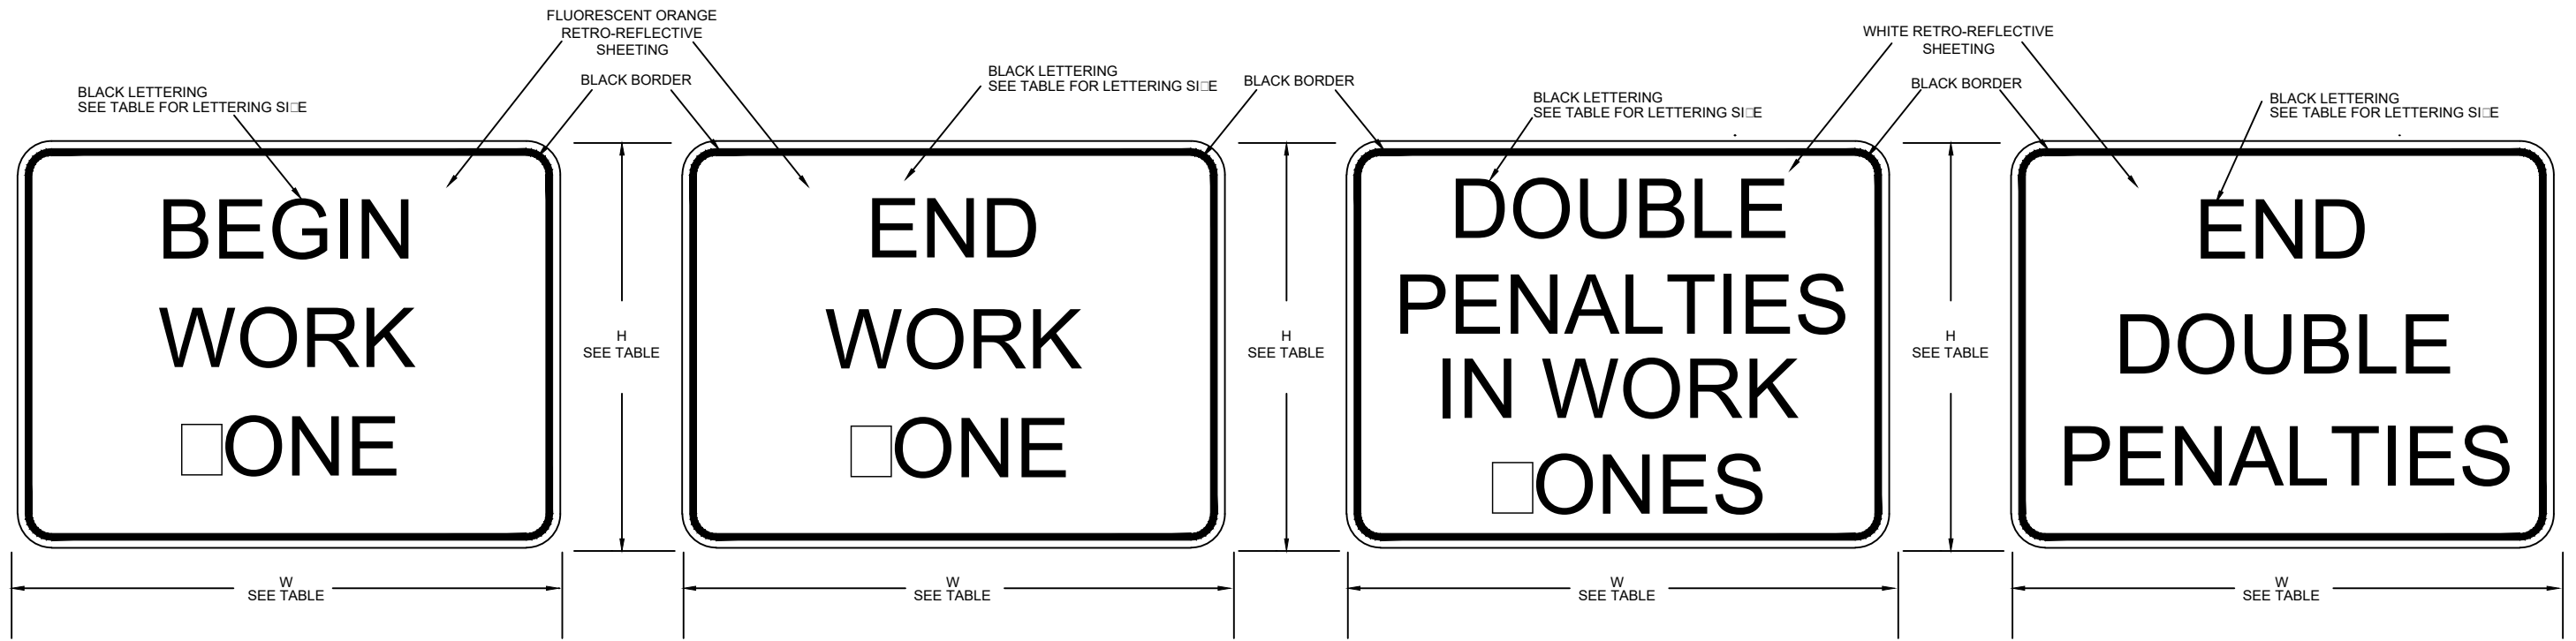 FLUORESCENT ORANGE
RETRO-REFLECTIVE
SHEETING
BLACK BORDER
BLACK LETTERING
SEE TABLE FOR LETTERING SI□E
BLACK LETTERING
SEE TABLE FOR LETTERING SI□E
BLACK BORDER
WHITE RETRO-REFLECTIVE
SHEETING
BLACK BORDER
BLACK LETTERING
SEE TABLE FOR LETTERING SI□E
BLACK LETTERING
SEE TABLE FOR LETTERING SI□E
BEGIN
WORK
□ONE
H
SEE TABLE
END
WORK
□ONE
H
SEE TABLE
DOUBLE
PENALTIES
IN WORK
□ONES
H
SEE TABLE
END
DOUBLE
PENALTIES
W
SEE TABLE
W
SEE TABLE
W
SEE TABLE
W
SEE TABLE